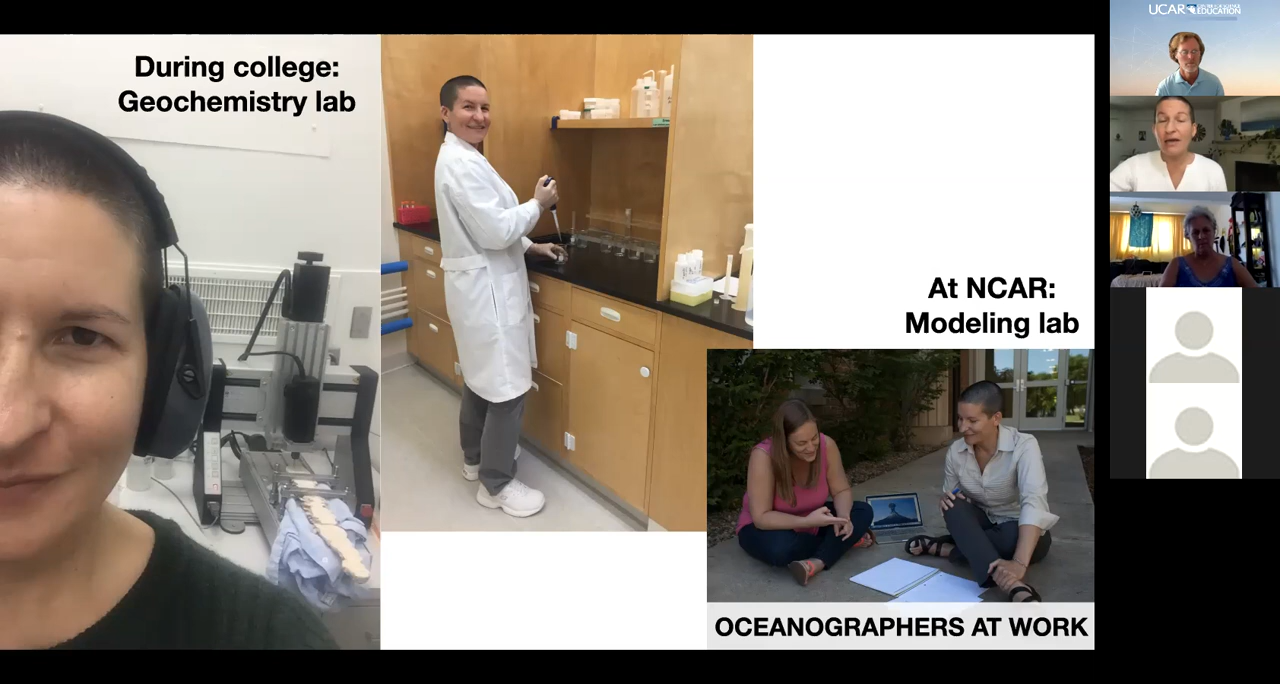 During college:
Geochemistry lab
At NCAR:
Modeling lab
OCEANOGRAPHERS AT WORK
UCAR
EDUCATION